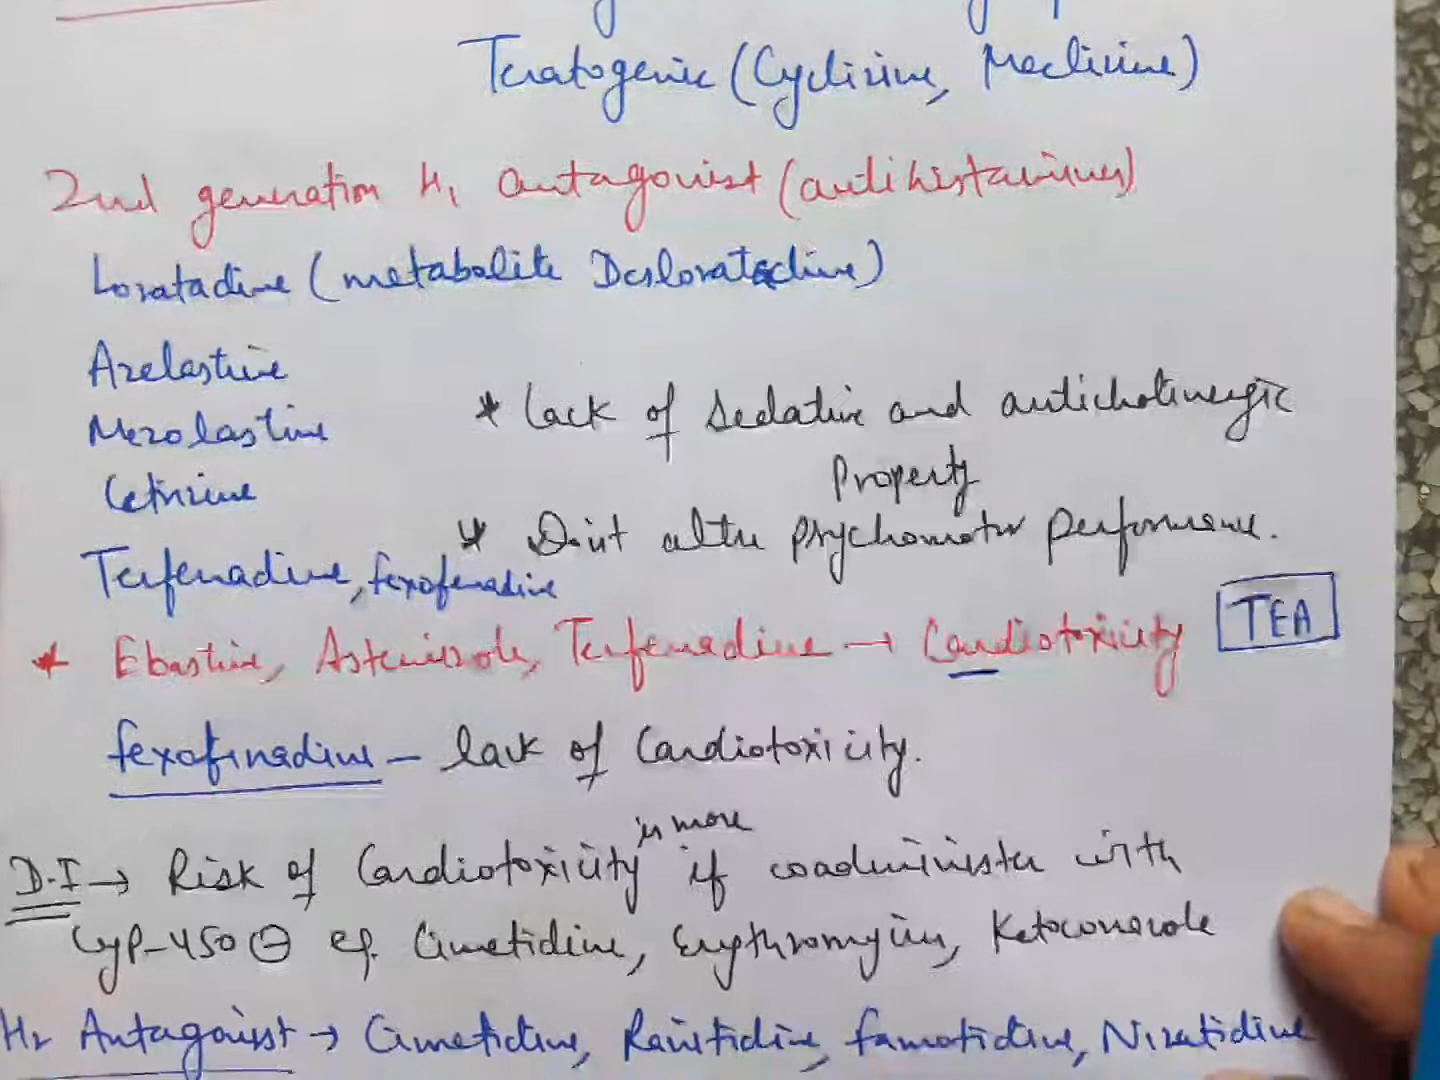 Teratogenic (Cyclizine, Meclizine)
2nd generation H1 antagonist (antihistamines)
Loratadine (metabolite Desloratadine)
Azelastine
* Lack of sedative and anticholinergic
Mezolastine
Property
Cetrizine
* Don't alter psychomotor performance.
Terfenadine, fexofenadine
TEA
* Ebastine, Astemizole, Terfenadine → Cardiotoxicity
fexofinadine – lack of Cardiotoxicity.
D.I → Risk of Cardiotoxicity is more if coadminister with
Cyp-450 ⊖ eg. Cimetidine, Erythromycin, Ketoconazole
H2 Antagonist → Cimetidine, Ranitidine, famotidine, Nizatidine